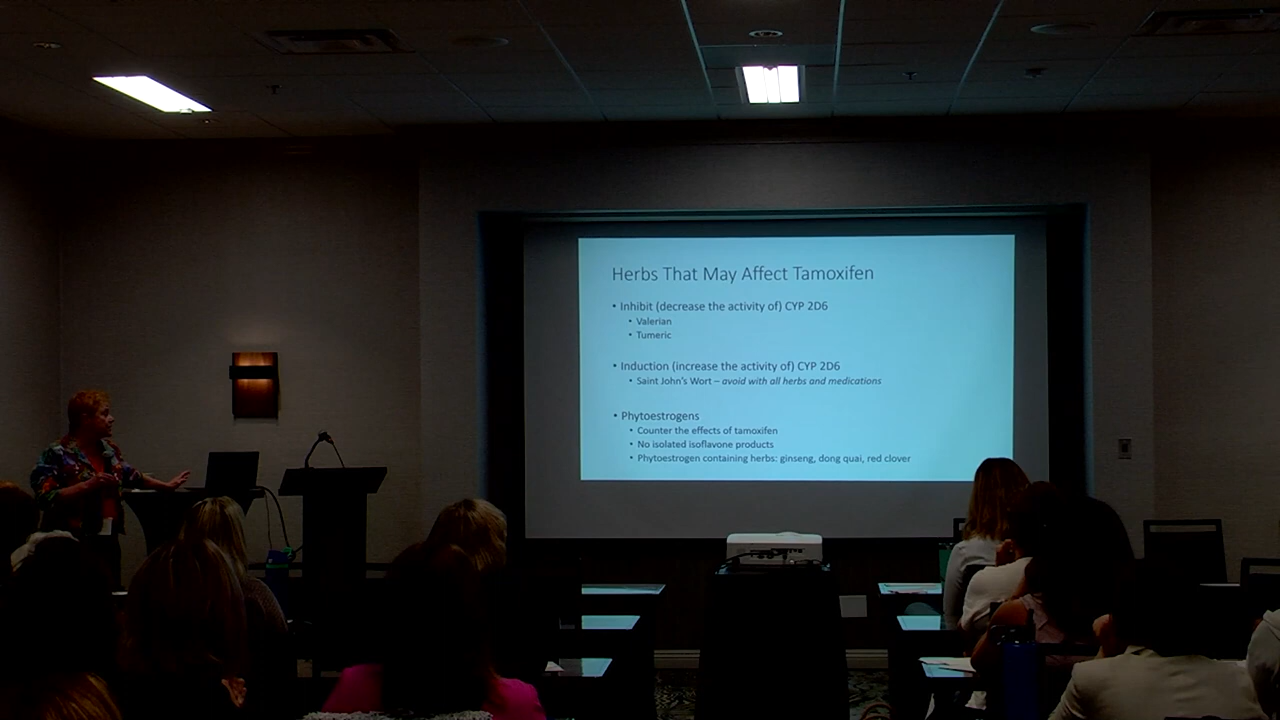 Herbs That May Affect Tamoxifen
• Inhibit (decrease the activity of) CYP 2D6
• Valerian
• Tumeric
• Induction (increase the activity of) CYP 2D6
• Saint John's Wort – avoid with all herbs and medications
• Phytoestrogens
• Counter the effects of tamoxifen
• No isolated isoflavone products
• Phytoestrogen containing herbs: ginseng, dong quai, red clover